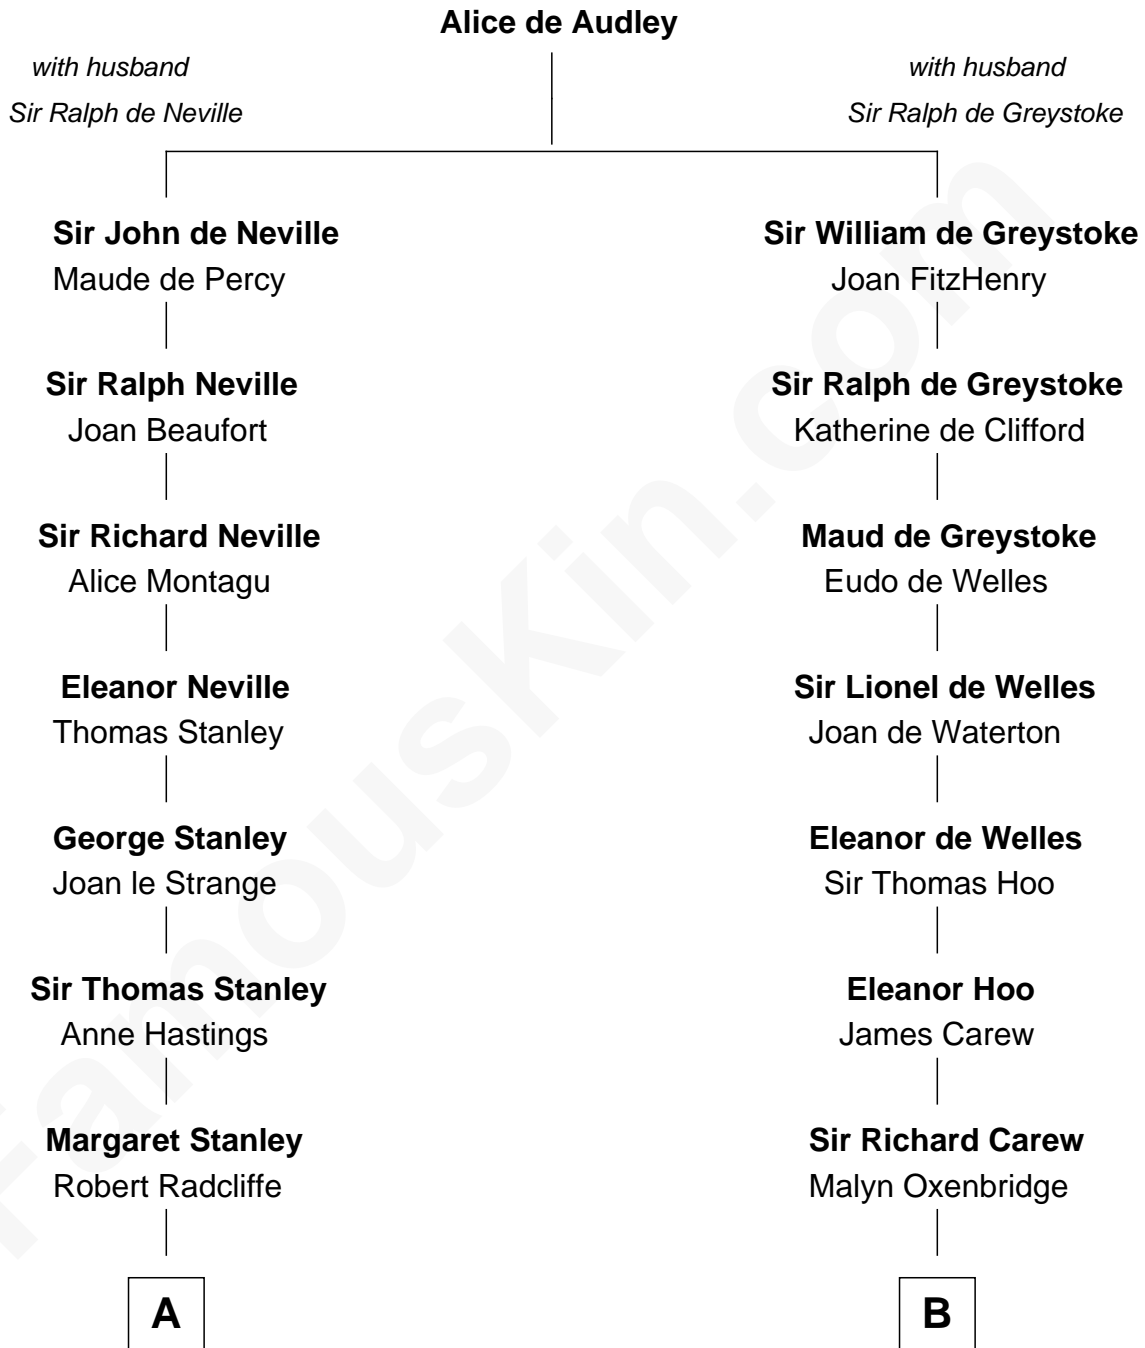 Alice de Audley
with husband
Sir Ralph de Neville
with husband
Sir Ralph de Greystoke
Sir John de Neville
Maude de Percy
Sir William de Greystoke
Joan FitzHenry
Sir Ralph Neville
Joan Beaufort
Sir Ralph de Greystoke
Katherine de Clifford
Sir Richard Neville
Alice Montagu
Maud de Greystoke
Eudo de Welles
Eleanor Neville
Thomas Stanley
Sir Lionel de Welles
Joan de Waterton
George Stanley
Joan le Strange
Eleanor de Welles
Sir Thomas Hoo
Sir Thomas Stanley
Anne Hastings
Eleanor Hoo
James Carew
Margaret Stanley
Robert Radcliffe
Sir Richard Carew
Malyn Oxenbridge
A
B
FamousKin.com